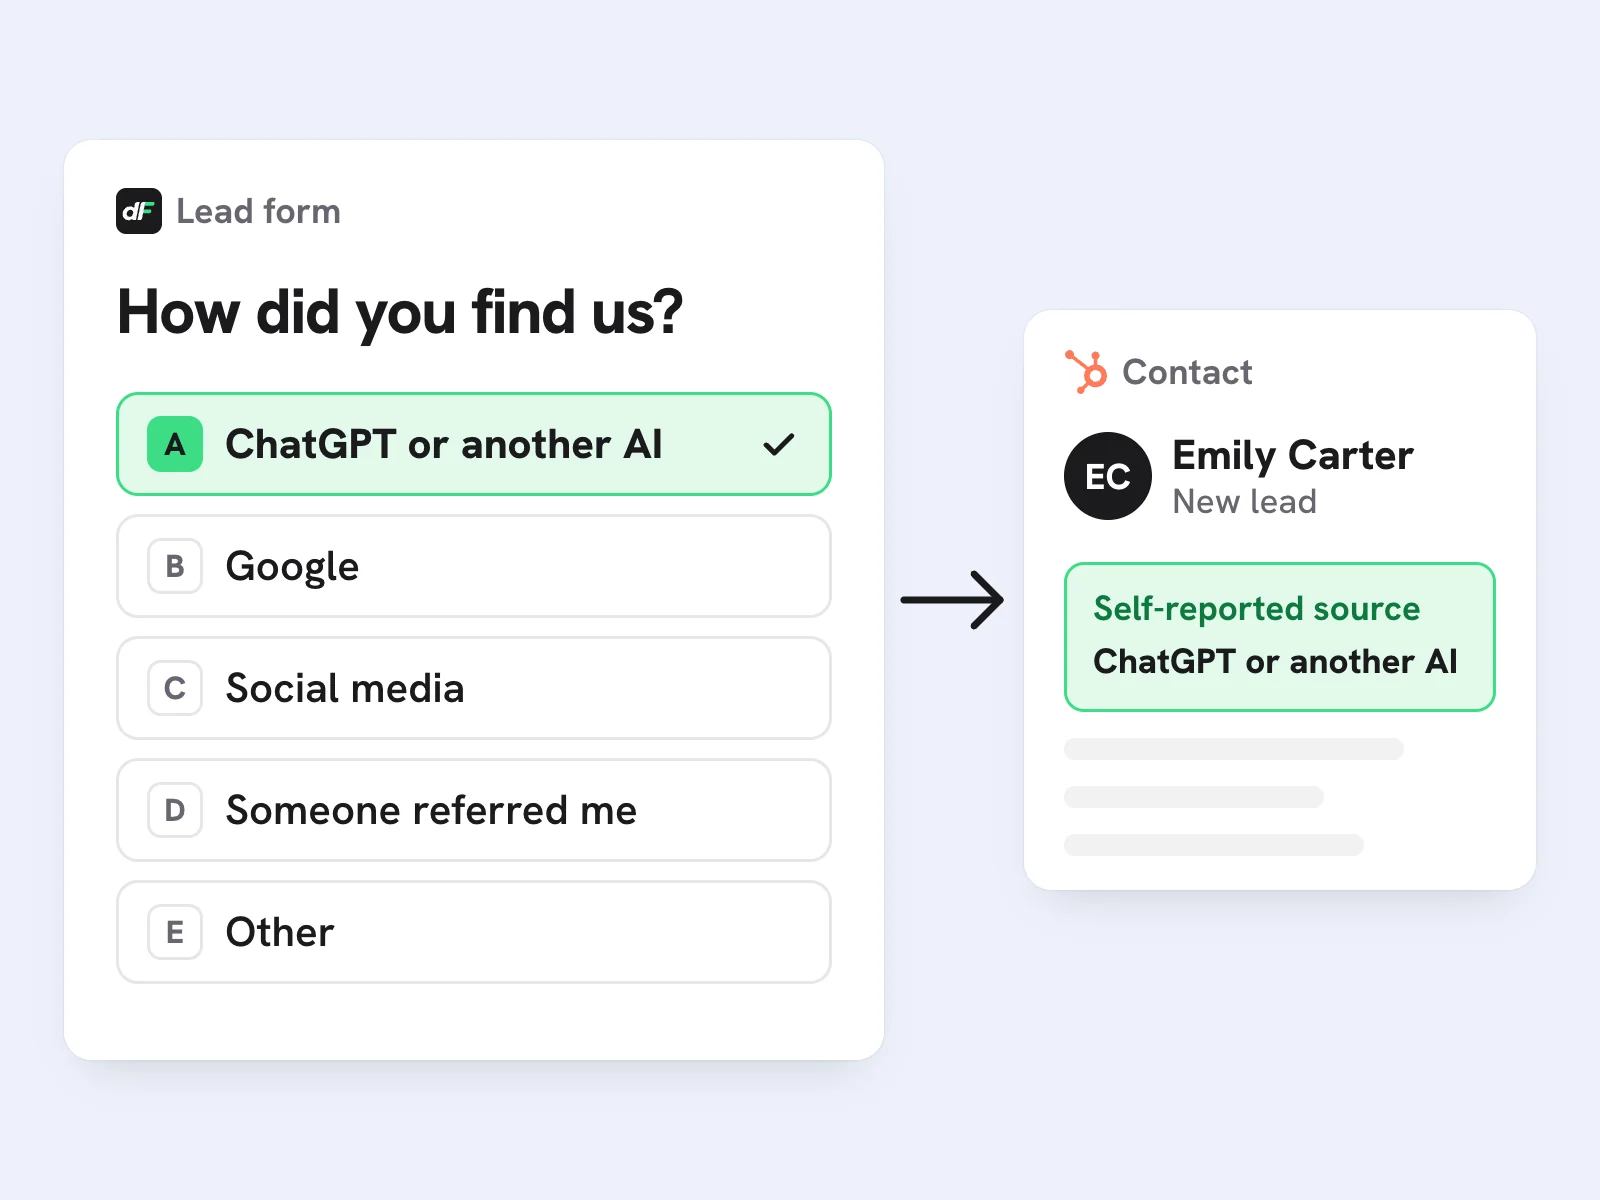 dF Lead form
How did you find us?
A ChatGPT or another AI
B Google
C Social media
D Someone referred me
E Other
Contact
EC Emily Carter
New lead
Self-reported source
ChatGPT or another AI